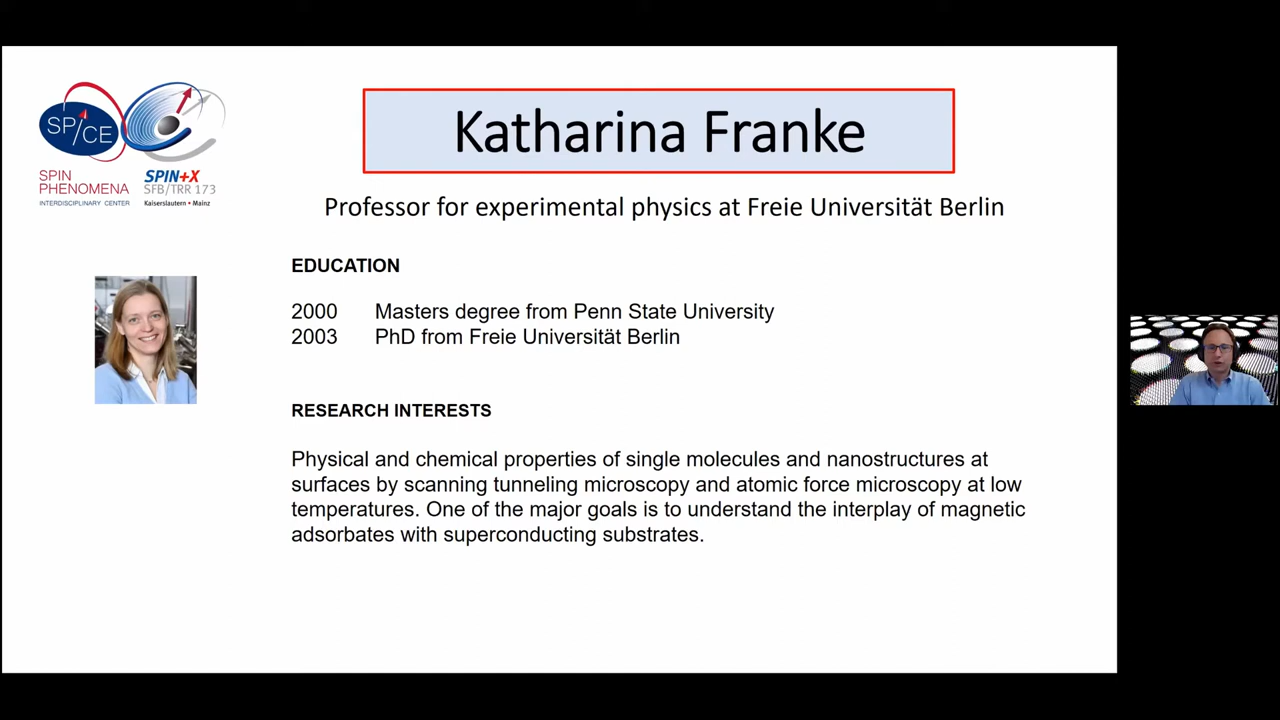 Katharina Franke
SP/CE
SPIN
PHENOMENA
INTERDISCIPLINARY CENTER
SPIN+X
SFB/TRR 173
Kaiserslautern • Mainz
Professor for experimental physics at Freie Universität Berlin
EDUCATION
2000 Masters degree from Penn State University
2003 PhD from Freie Universität Berlin
RESEARCH INTERESTS
Physical and chemical properties of single molecules and nanostructures at
surfaces by scanning tunneling microscopy and atomic force microscopy at low
temperatures. One of the major goals is to understand the interplay of magnetic
adsorbates with superconducting substrates.